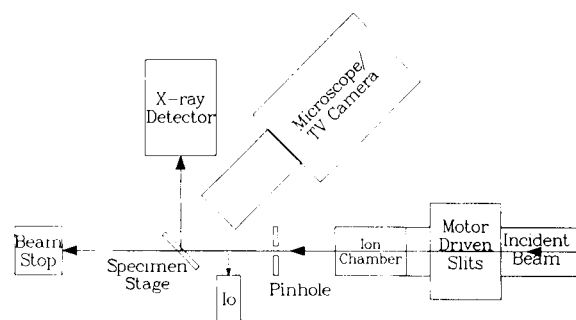 X-ray
Detector
Microscope/
TV Camera
Beam
Stop
Specimen
Stage
Io
Pinhole
Ion
Chamber
Motor
Driven
Slits
Incident
Beam